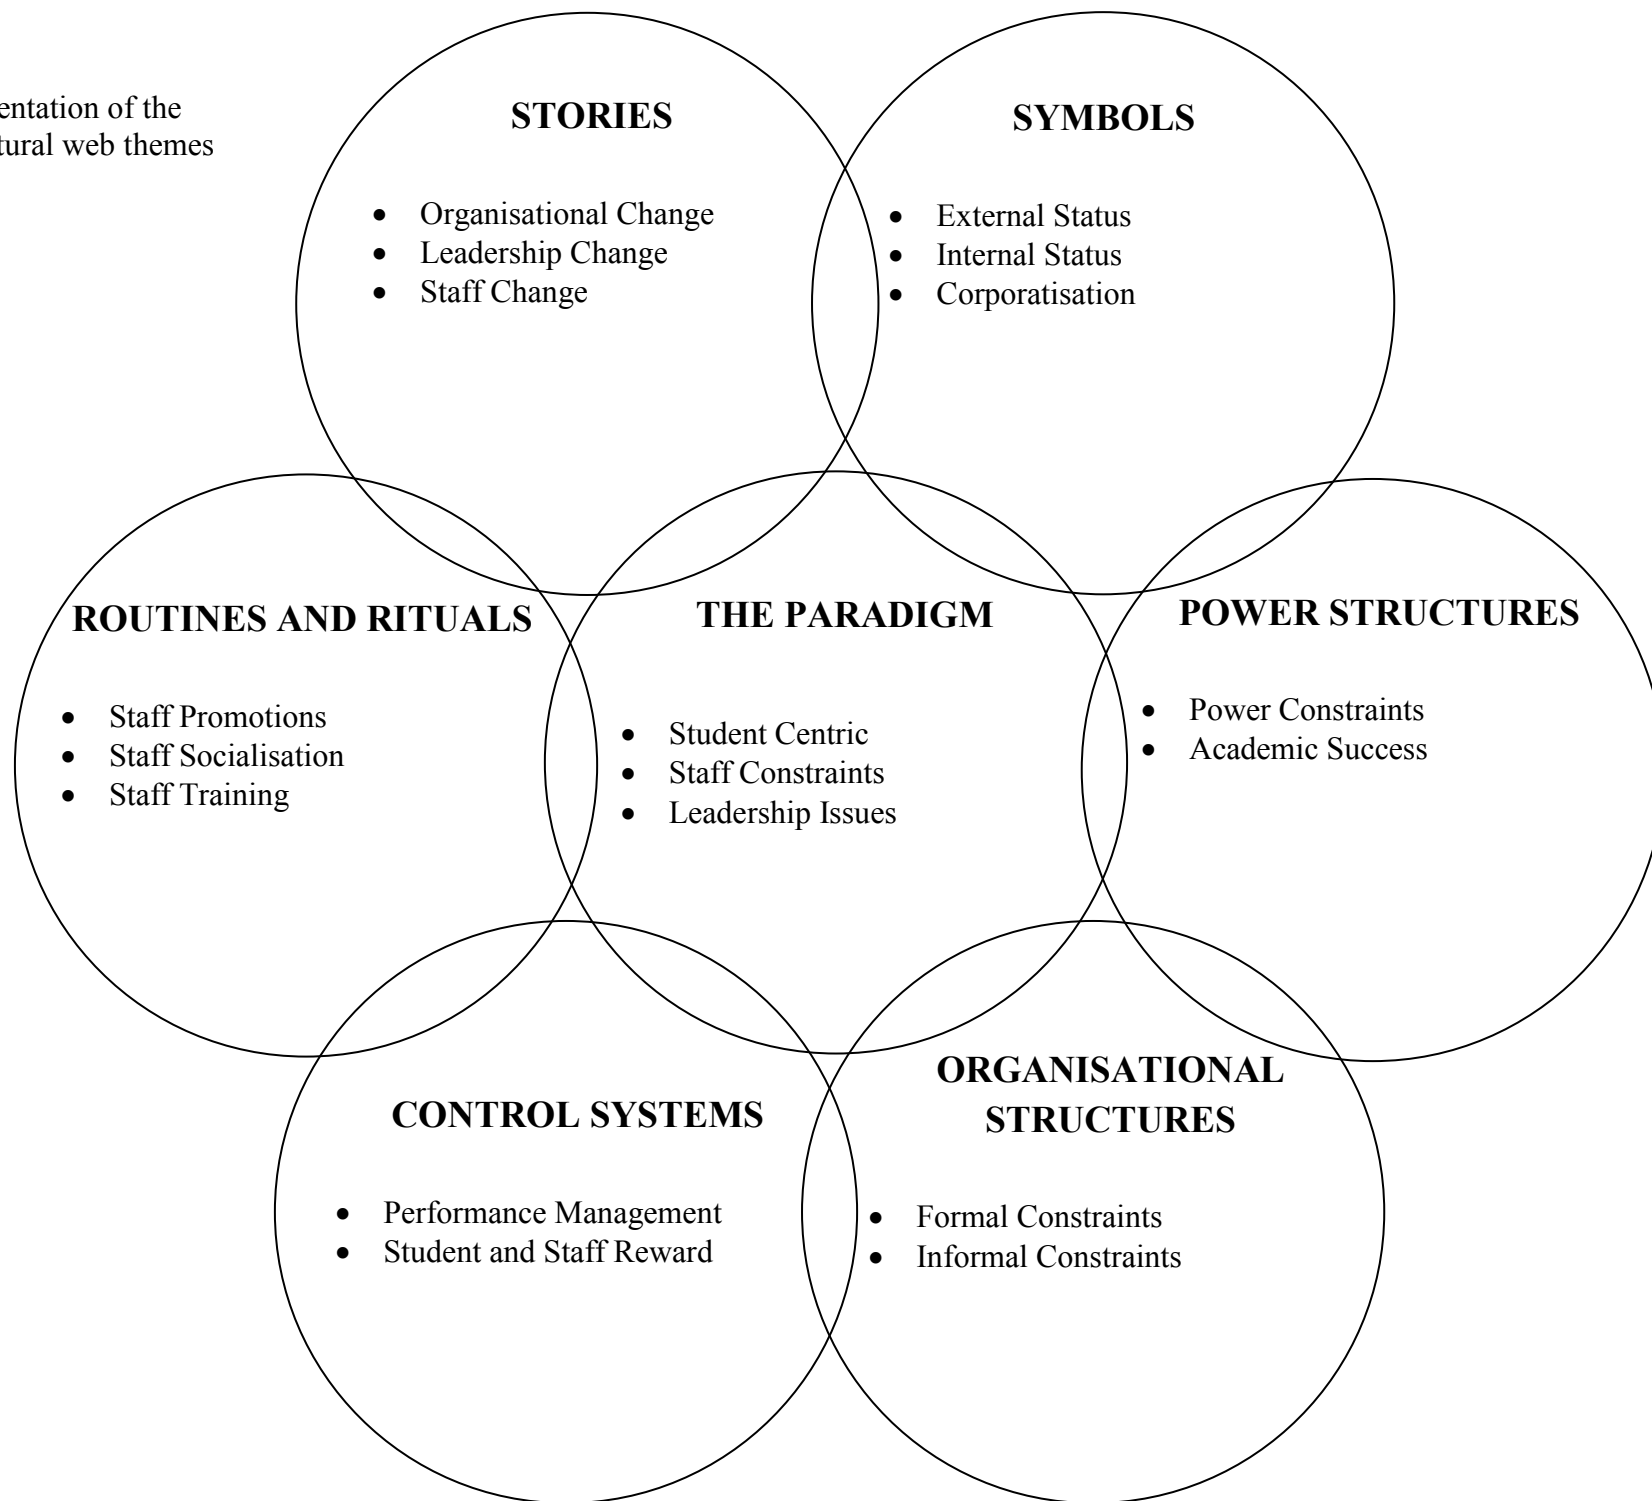 entation of the
tural web themes
STORIES
• Organisational Change
• Leadership Change
• Staff Change
SYMBOLS
• External Status
• Internal Status
• Corporatisation
ROUTINES AND RITUALS
• Staff Promotions
• Staff Socialisation
• Staff Training
THE PARADIGM
• Student Centric
• Staff Constraints
• Leadership Issues
POWER STRUCTURES
• Power Constraints
• Academic Success
CONTROL SYSTEMS
• Performance Management
• Student and Staff Reward
ORGANISATIONAL
STRUCTURES
• Formal Constraints
• Informal Constraints